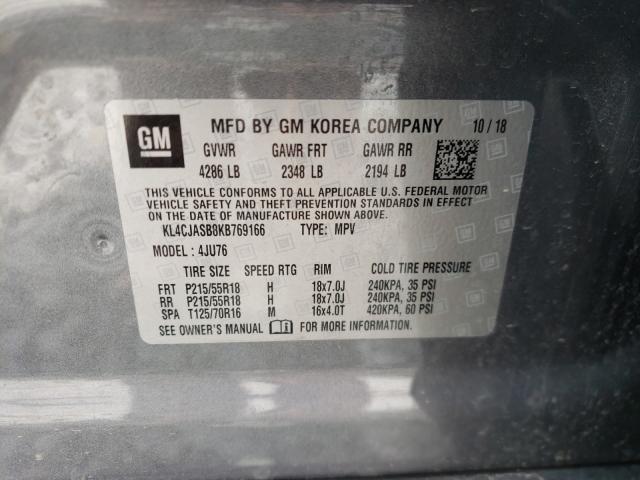 GM
MFD BY GM KOREA COMPANY 10/18
GVWR GAWR FRT GAWR RR
4286 LB 2348 LB 2194 LB
THIS VEHICLE CONFORMS TO ALL APPLICABLE U.S. FEDERAL MOTOR
VEHICLE SAFETY AND THEFT PREVENTION STANDARDS IN EFFECT
ON THE DATE OF MANUFACTURE SHOWN ABOVE.
KL4CJASB8KB769166 TYPE: MPV
MODEL: 4JU76
TIRE SIZE SPEED RTG RIM COLD TIRE PRESSURE
FRT P215/55R18 H 18x7.0J 240KPA, 35 PSI
RR P215/55R18 H 18x7.0J 240KPA, 35 PSI
SPA T125/70R16 M 16x4.0T 420KPA, 60 PSI
SEE OWNER'S MANUAL FOR MORE INFORMATION.